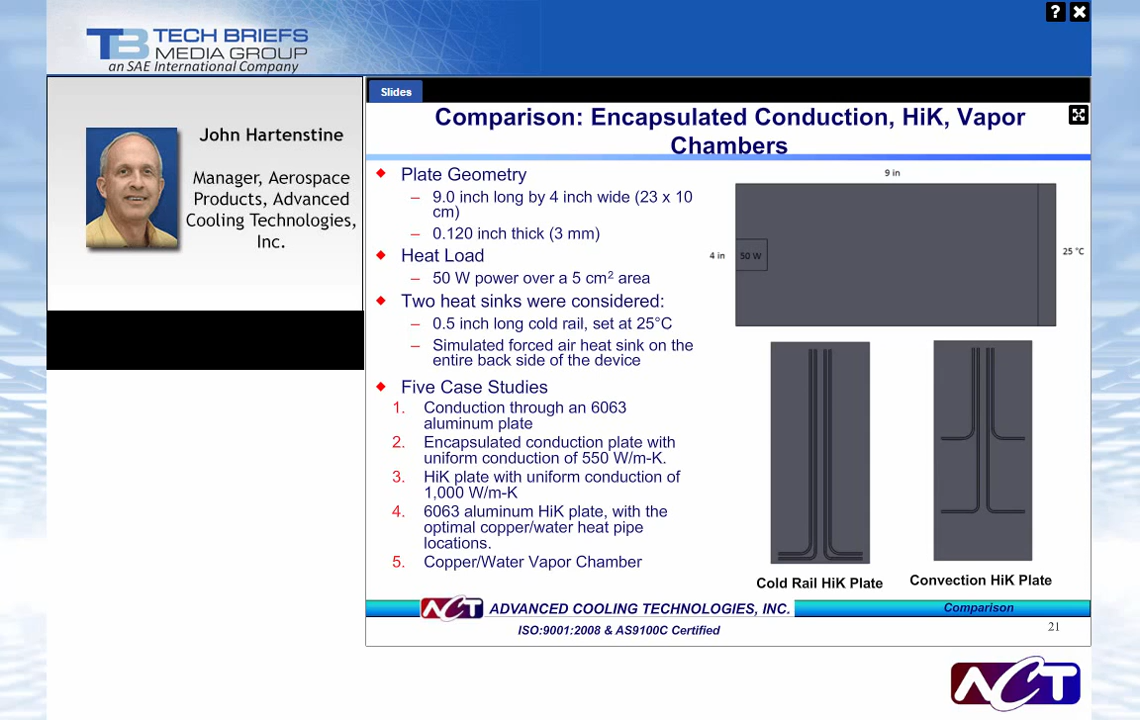 ? ✖
TB TECH BRIEFS
MEDIA GROUP
an SAE International Company
John Hartenstine
Manager, Aerospace
Products, Advanced
Cooling Technologies,
Inc.
Slides
Comparison: Encapsulated Conduction, HiK, Vapor
Chambers
◆ Plate Geometry
– 9.0 inch long by 4 inch wide (23 x 10
cm)
– 0.120 inch thick (3 mm)
◆ Heat Load
– 50 W power over a 5 cm² area
◆ Two heat sinks were considered:
– 0.5 inch long cold rail, set at 25°C
– Simulated forced air heat sink on the
entire back side of the device
◆ Five Case Studies
1. Conduction through an 6063
aluminum plate
2. Encapsulated conduction plate with
uniform conduction of 550 W/m-K.
3. HiK plate with uniform conduction of
1,000 W/m-K
4. 6063 aluminum HiK plate, with the
optimal copper/water heat pipe
locations.
5. Copper/Water Vapor Chamber
9 in
4 in
50 W
25 °C
Cold Rail HiK Plate
Convection HiK Plate
ACT ADVANCED COOLING TECHNOLOGIES, INC.
Comparison
ISO:9001:2008 & AS9100C Certified
21
ACT